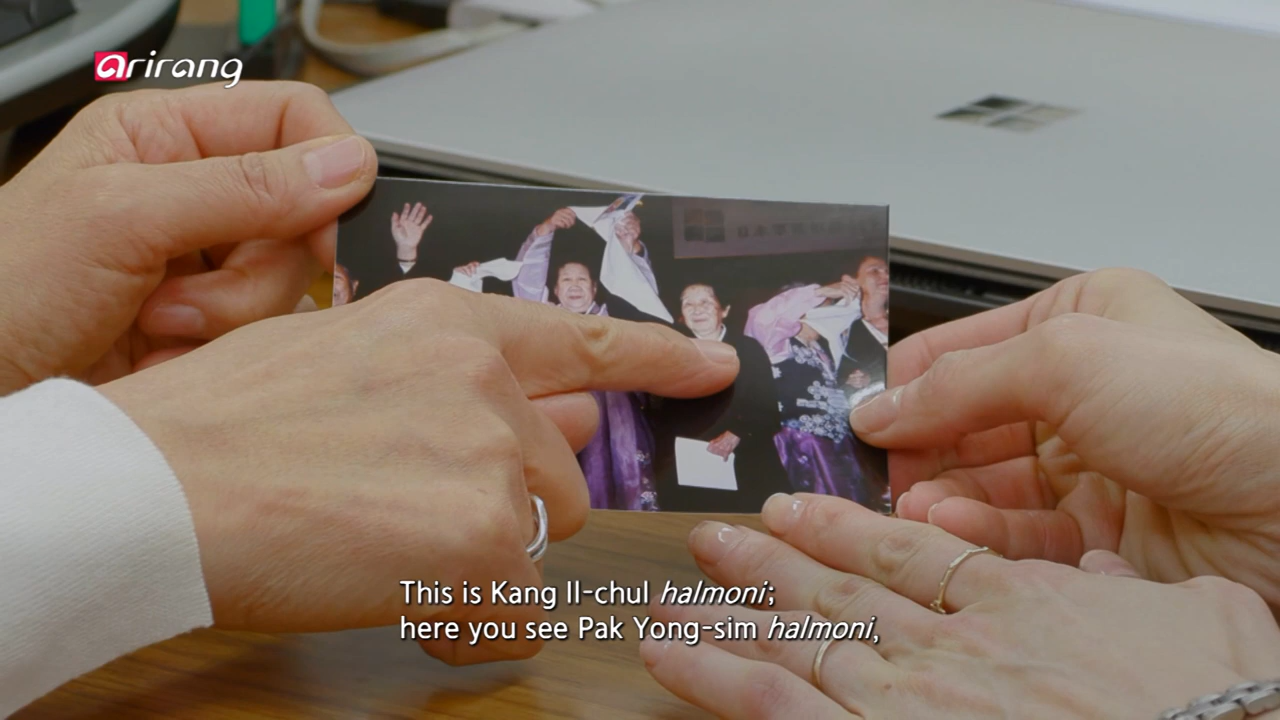 arirang
This is Kang Il-chul halmoni;
here you see Pak Yong-sim halmoni,